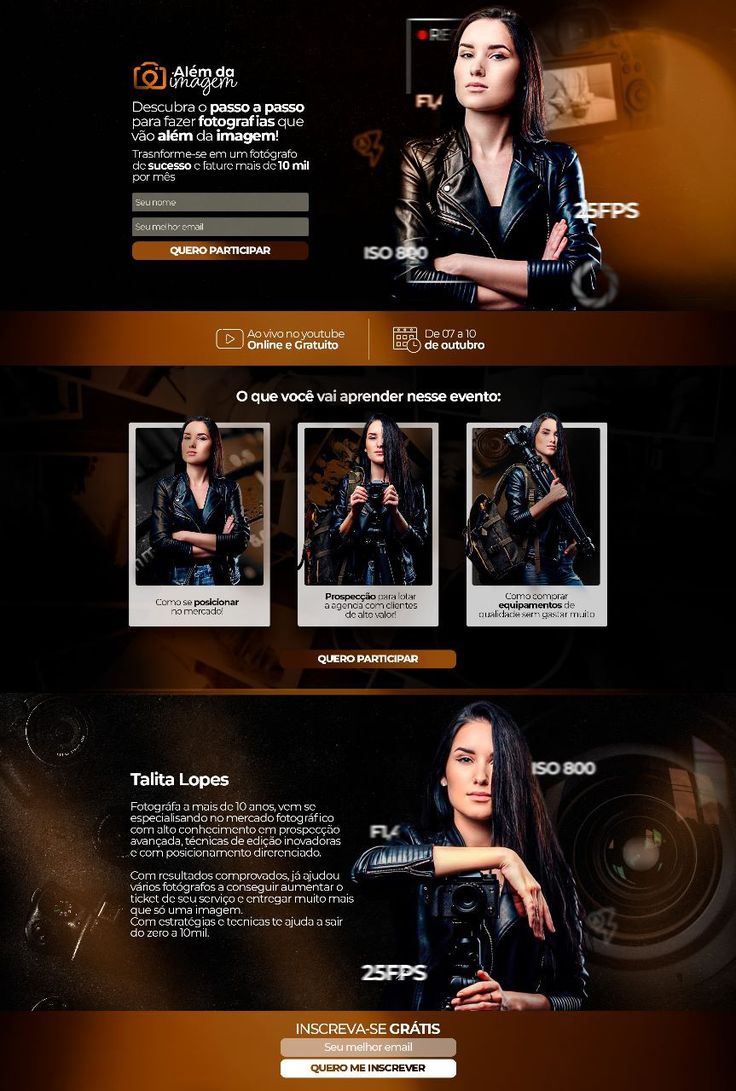 RE
Além da
imagem
Descubra o passo a passo
para fazer fotografias que
vão além da imagem!
Trasnforme-se em um fotógrafo
de sucesso e fature mais de 10 mil
por mês
Seu nome
Seu melhor email
QUERO PARTICIPAR
25FPS
ISO 800
Ao vivo no youtube
Online e Gratuito
De 07 a 10
de outubro
O que você vai aprender nesse evento:
Como se posicionar
no mercado!
Prospecção para lotar
a agenda com clientes
de alto valor!
Como comprar
equipamentos de
qualidade sem gastar muito
QUERO PARTICIPAR
Talita Lopes
ISO 800
Fotográfa a mais de 10 anos, vem se
especialisando no mercado fotográfico
com alto conhecimento em prospecção
avançada, técnicas de edição inovadoras
e com posicionamento direrenciado.
Com resultados comprovados, já ajudou
vários fotógrafos a conseguir aumentar o
ticket de seu serviço e entregar muito mais
que só uma imagem.
Com estratégias e tecnicas te ajuda a sair
do zero a 10mil.
25FPS
INSCREVA-SE GRÁTIS
Seu melhor email
QUERO ME INSCREVER